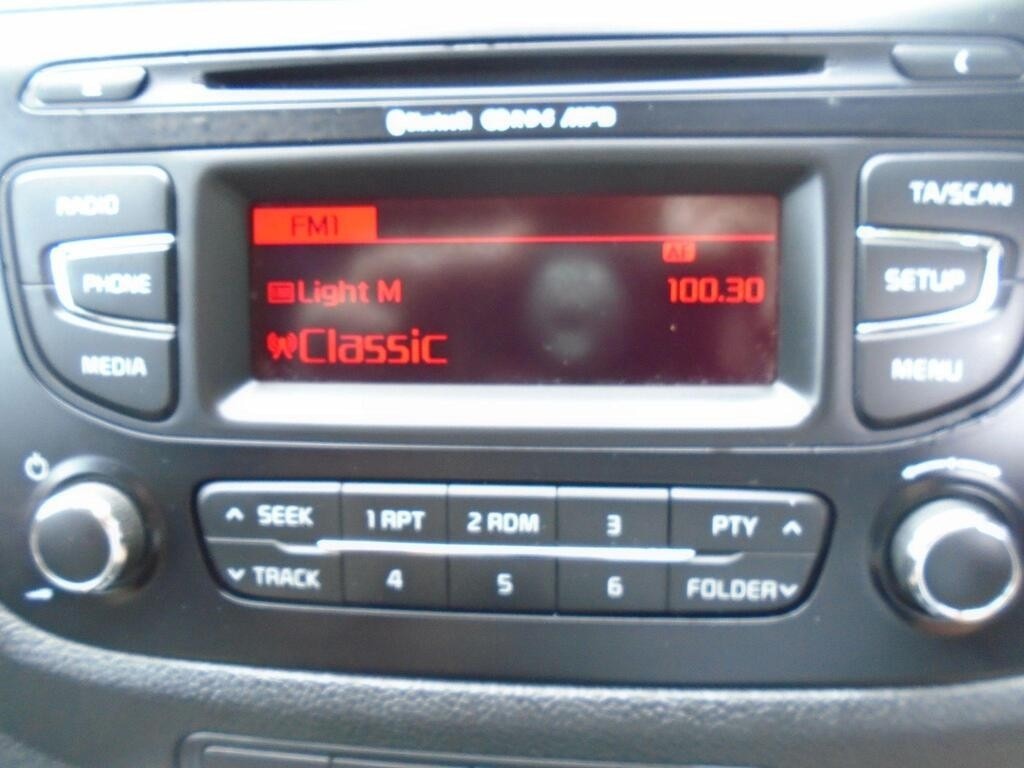 Bluetooth RDS MP3
RADIO
TA/SCAN
FM1
AF
PHONE
SETUP
Light M
100.30
Classic
MEDIA
MENU
SEEK
1 RPT
2 RDM
3
PTY
TRACK
4
5
6
FOLDER